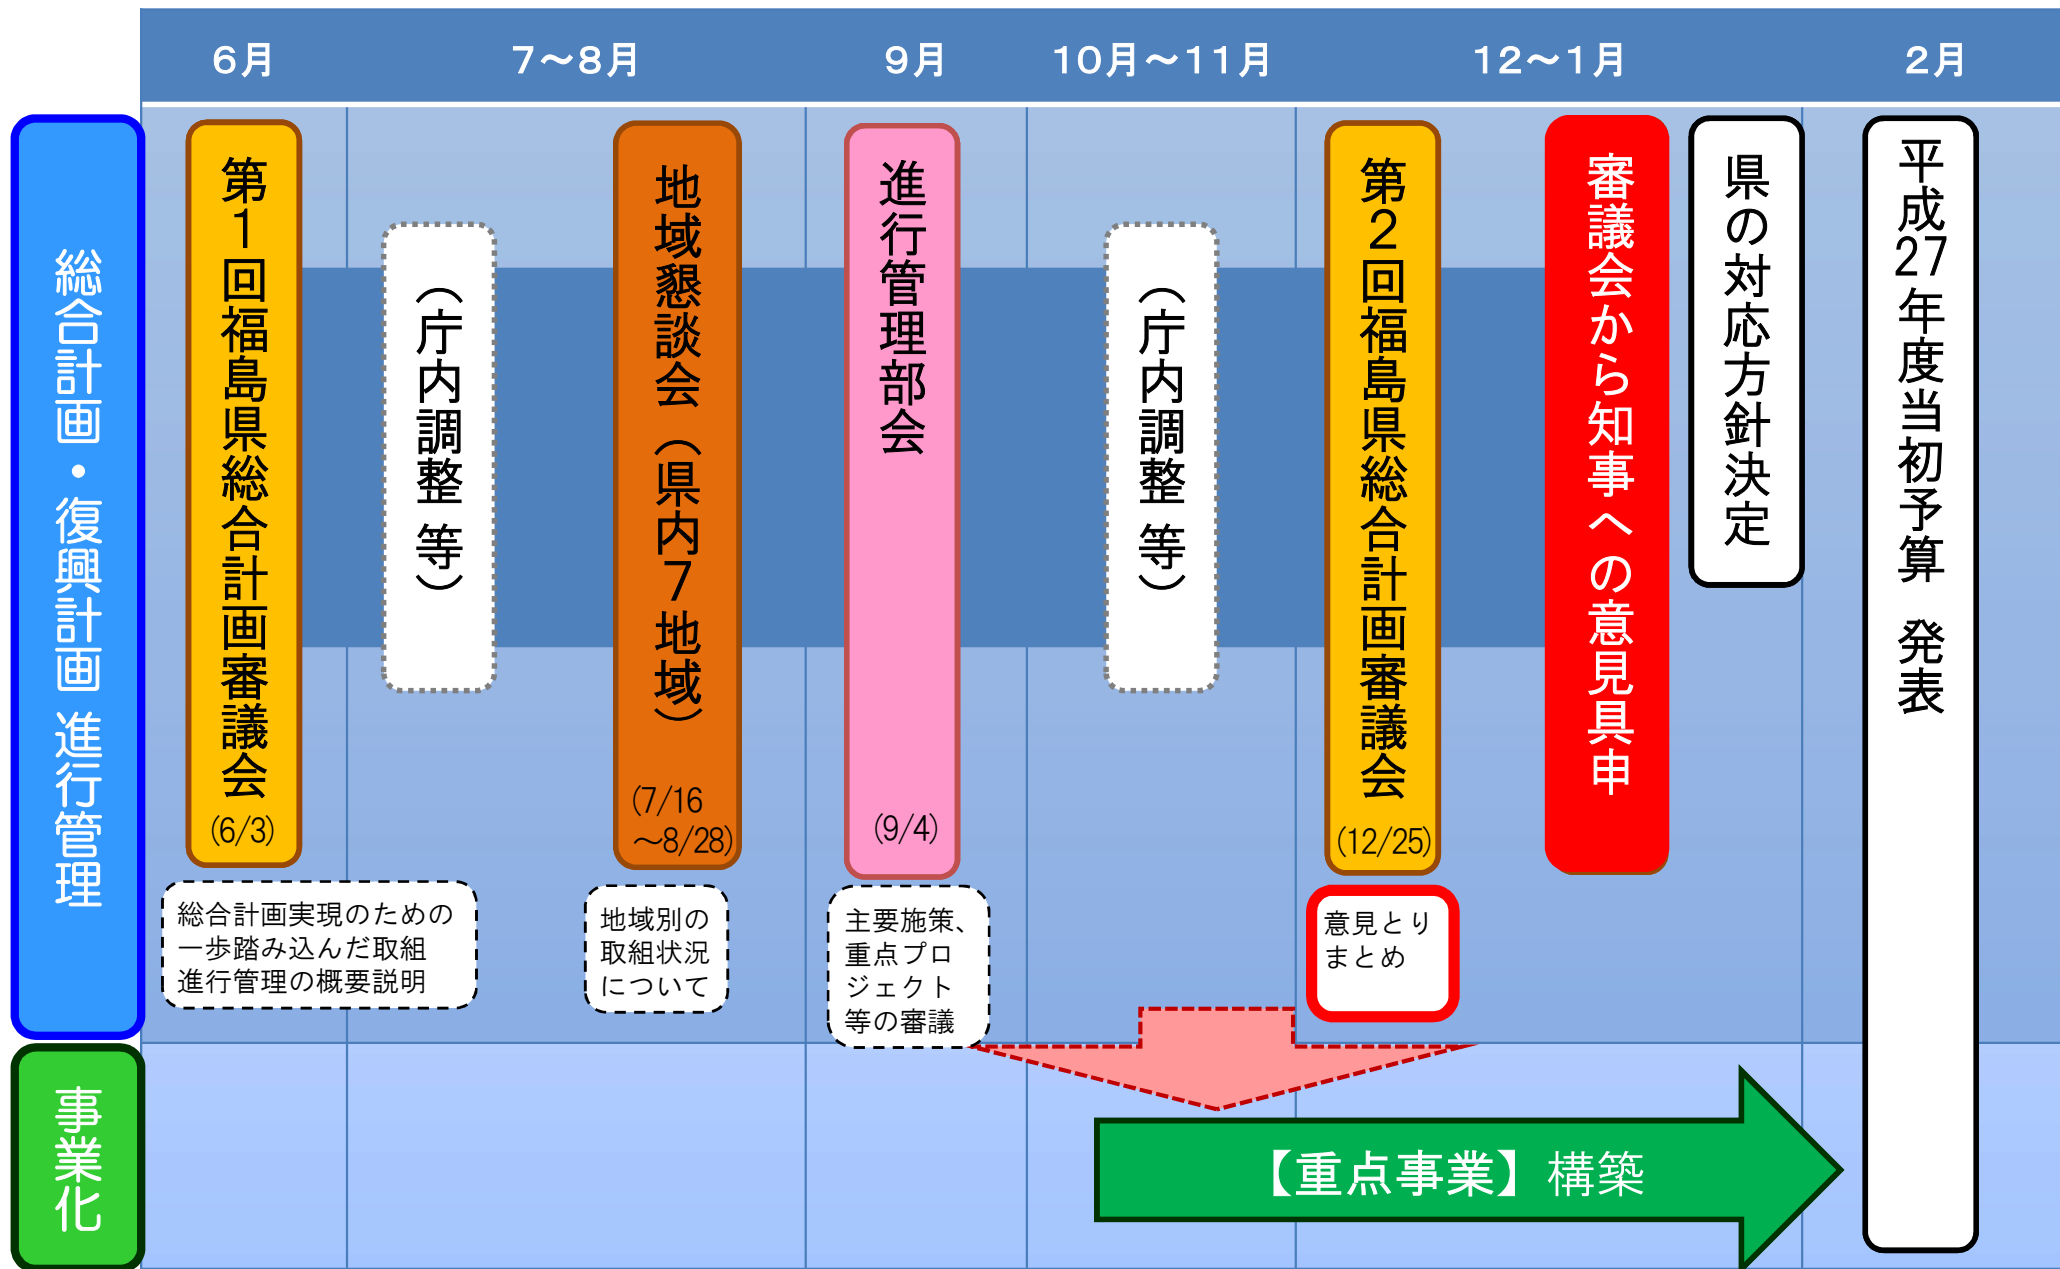 6月
7～8月
9月
10月～11月
12～1月
2月
総合計画・復興計画 進行管理
第1回福島県総合計画審議会
(6/3)
（庁内調整 等）
地域懇談会（県内7地域）
(7/16
～8/28)
進行管理部会
(9/4)
（庁内調整 等）
第2回福島県総合計画審議会
(12/25)
審議会から知事への意見具申
県の対応方針決定
平成27年度当初予算 発表
総合計画実現のための
一歩踏み込んだ取組
進行管理の概要説明
地域別の
取組状況
について
主要施策、
重点プロ
ジェクト
等の審議
意見とり
まとめ
事業化
【重点事業】構築